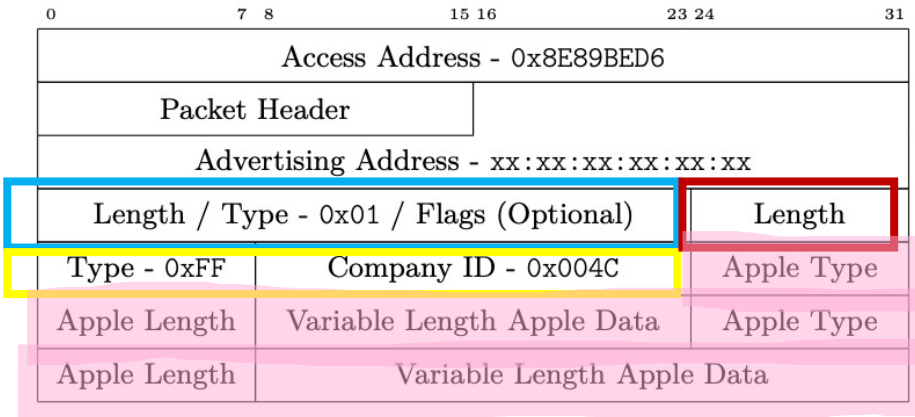 0 7 8 15 16 23 24 31
Access Address - 0x8E89BED6
Packet Header
Advertising Address - xx:xx:xx:xx:xx:xx
Length / Type - 0x01 / Flags (Optional) Length
Type - 0xFF Company ID - 0x004C Apple Type
Apple Length Variable Length Apple Data Apple Type
Apple Length Variable Length Apple Data